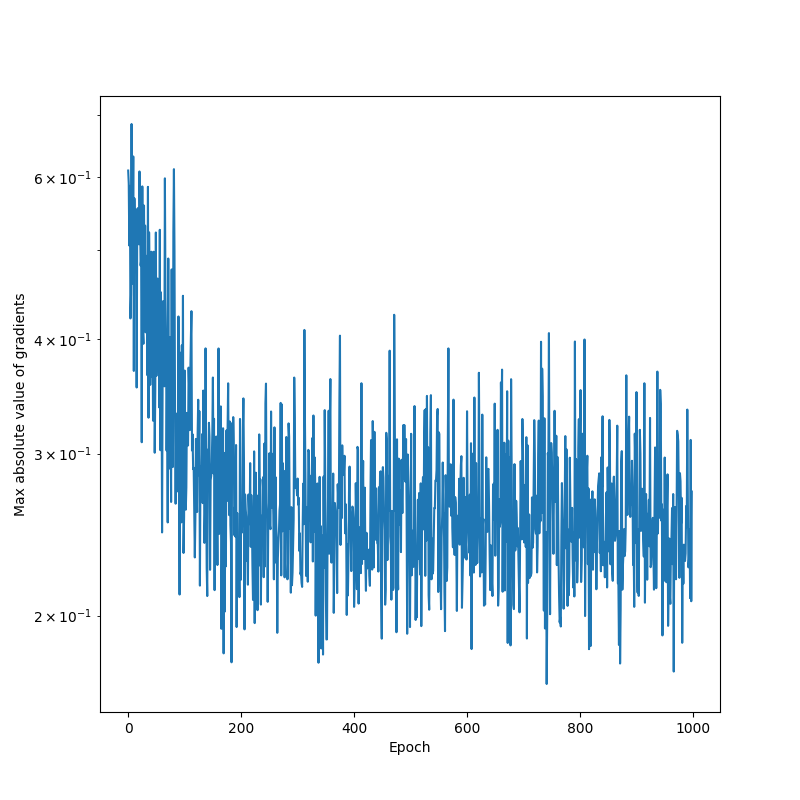 Max absolute value of gradients
6 × 10⁻¹
4 × 10⁻¹
3 × 10⁻¹
2 × 10⁻¹
0 200 400 600 800 1000
Epoch